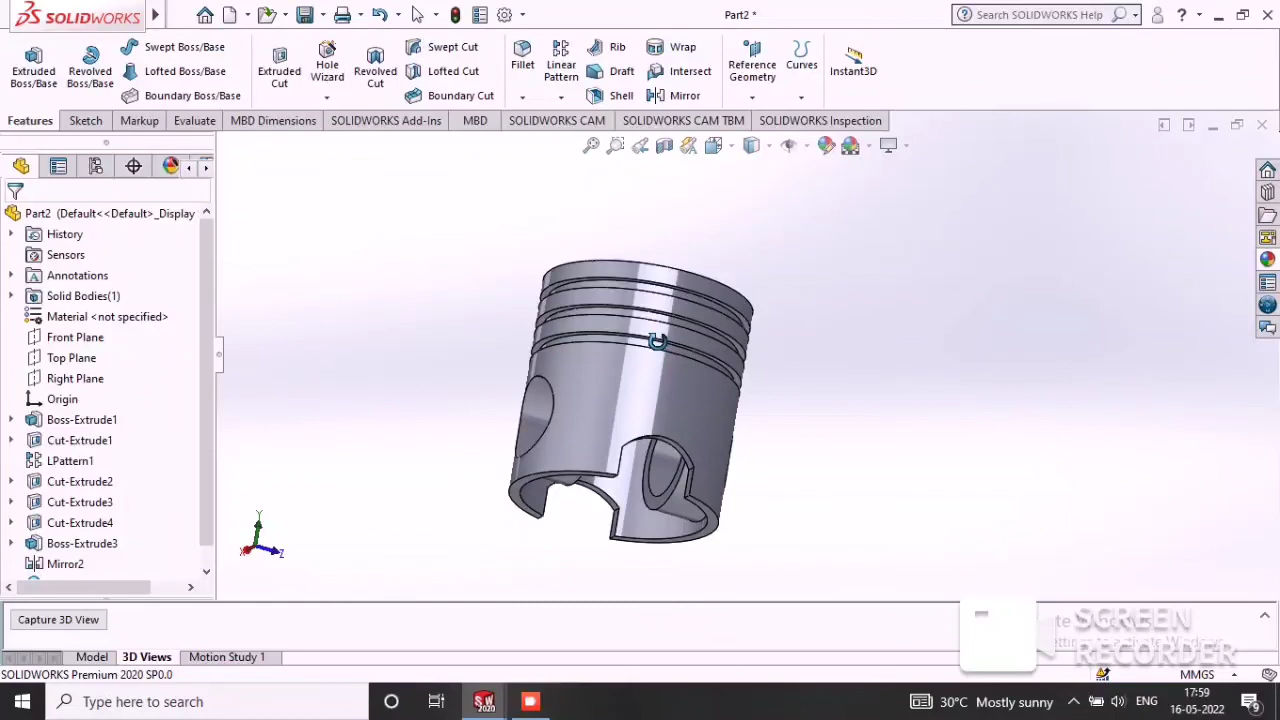 SOLIDWORKS
Part2 *
Search SOLIDWORKS Help
Extruded Boss/Base
Revolved Boss/Base
Swept Boss/Base
Lofted Boss/Base
Boundary Boss/Base
Extruded Cut
Hole Wizard
Revolved Cut
Swept Cut
Lofted Cut
Boundary Cut
Fillet
Linear Pattern
Rib
Draft
Shell
Wrap
Intersect
Mirror
Reference Geometry
Curves
Instant3D
Features Sketch Markup Evaluate MBD Dimensions SOLIDWORKS Add-Ins MBD SOLIDWORKS CAM SOLIDWORKS CAM TBM SOLIDWORKS Inspection
Part2 (Default<<Default>_Display
History
Sensors
Annotations
Solid Bodies(1)
Material <not specified>
Front Plane
Top Plane
Right Plane
Origin
Boss-Extrude1
Cut-Extrude1
LPattern1
Cut-Extrude2
Cut-Extrude3
Cut-Extrude4
Boss-Extrude3
Mirror2
Y
X
Z
Capture 3D View
SCREEN
RECORDER
Model 3D Views Motion Study 1
SOLIDWORKS Premium 2020 SP0.0
MMGS
Type here to search
SW
2020
30°C Mostly sunny
ENG
17:59
16-05-2022
9